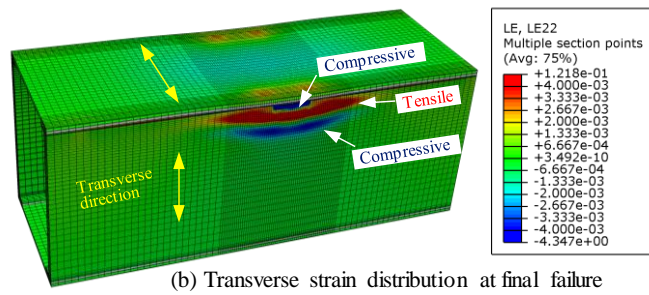 Compressive
Tensile
Compressive
Transverse
direction
LE, LE22
Multiple section points
(Avg: 75%)
+1.218e-01
+4.000e-03
+3.333e-03
+2.667e-03
+2.000e-03
+1.333e-03
+6.667e-04
+3.492e-10
-6.667e-04
-1.333e-03
-2.000e-03
-2.667e-03
-3.333e-03
-4.000e-03
-4.347e+00
(b) Transverse strain distribution at final failure